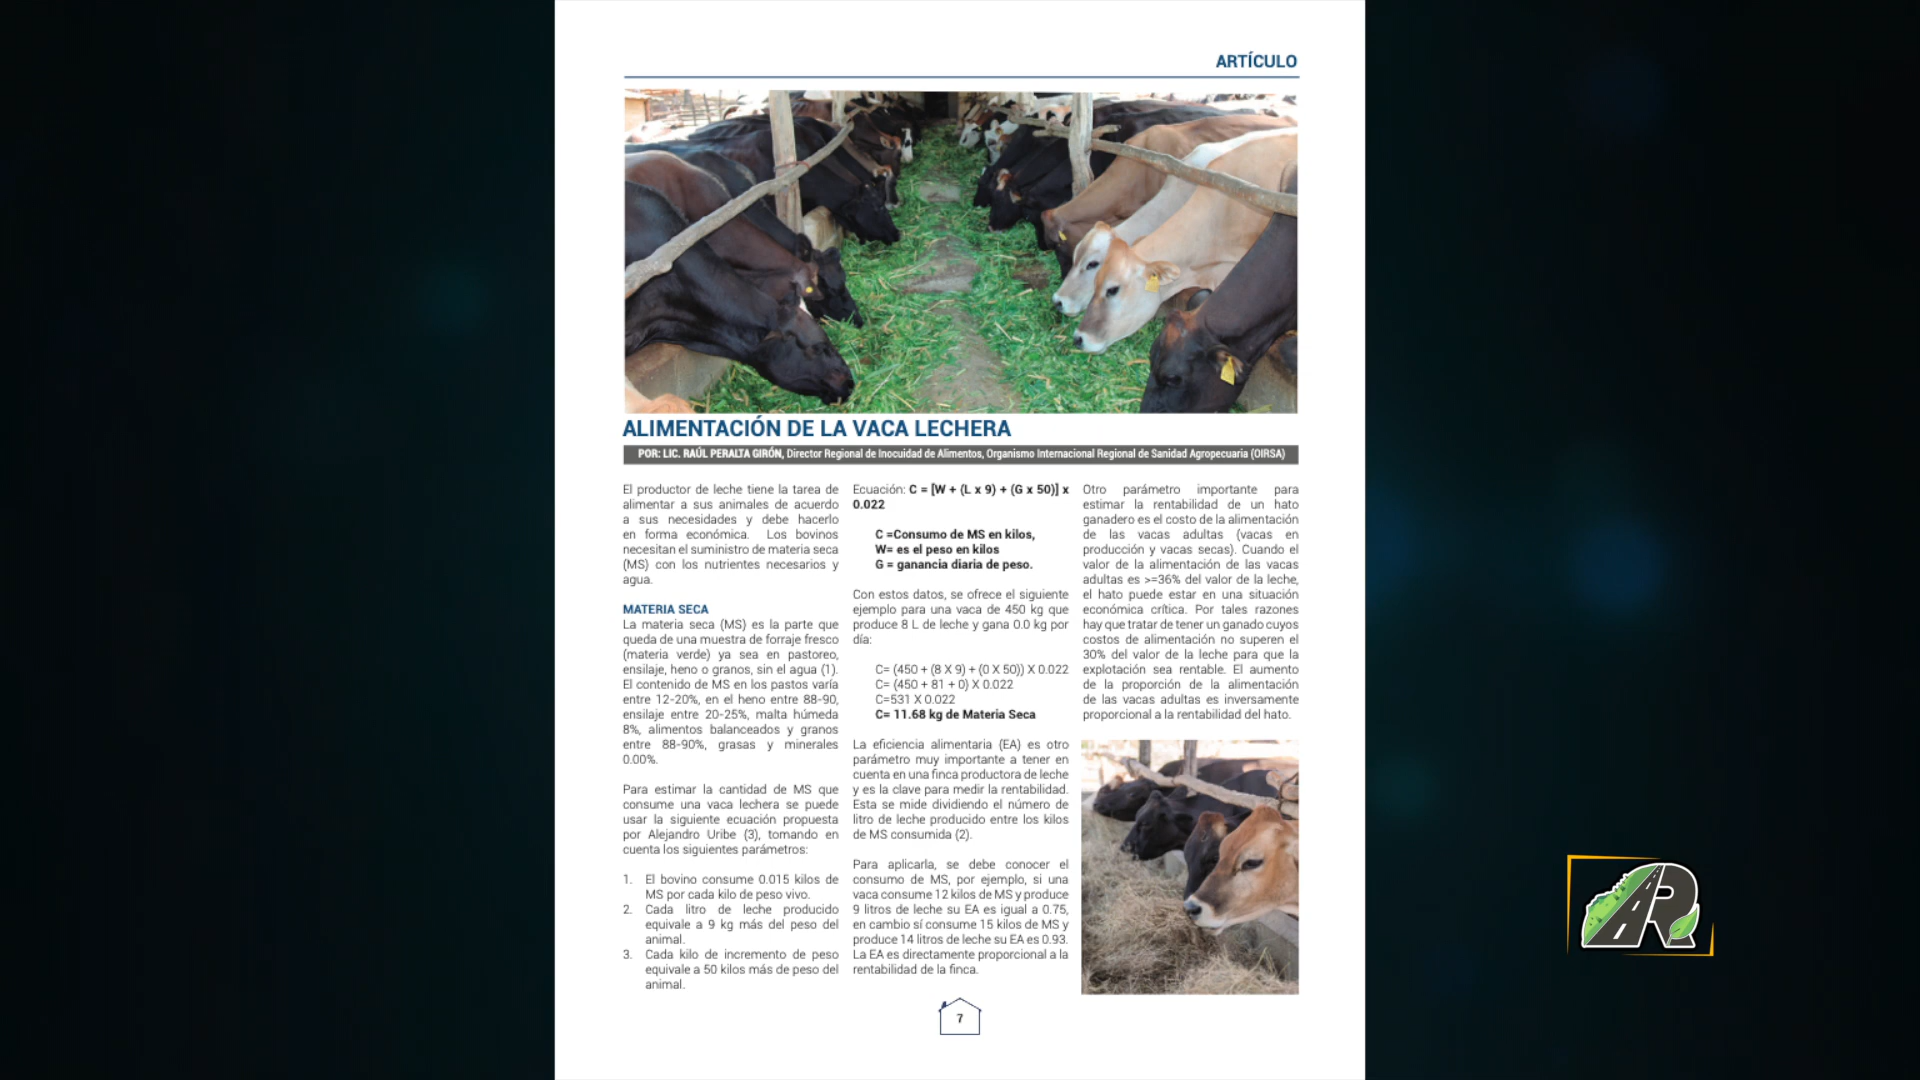 ARTÍCULO
ALIMENTACIÓN DE LA VACA LECHERA
POR: LIC. RAÚL PERALTA GIRÓN, Director Regional de Inocuidad de Alimentos, Organismo Internacional Regional de Sanidad Agropecuaria (OIRSA)
El productor de leche tiene la tarea de
alimentar a sus animales de acuerdo
a sus necesidades y debe hacerlo
en forma económica. Los bovinos
necesitan el suministro de materia seca
(MS) con los nutrientes necesarios y
agua.
MATERIA SECA
La materia seca (MS) es la parte que
queda de una muestra de forraje fresco
(materia verde) ya sea en pastoreo,
ensilaje, heno o granos, sin el agua (1).
El contenido de MS en los pastos varía
entre 12-20%, en el heno entre 88-90,
ensilaje entre 20-25%, malta húmeda
8%, alimentos balanceados y granos
entre 88-90%, grasas y minerales
0.00%.
Para estimar la cantidad de MS que
consume una vaca lechera se puede
usar la siguiente ecuación propuesta
por Alejandro Uribe (3), tomando en
cuenta los siguientes parámetros:
1. El bovino consume 0.015 kilos de
MS por cada kilo de peso vivo.
2. Cada litro de leche producido
equivale a 9 kg más del peso del
animal.
3. Cada kilo de incremento de peso
equivale a 50 kilos más de peso del
animal.
Ecuación: C = [W + (L x 9) + (G x 50)] x
0.022
C =Consumo de MS en kilos,
W= es el peso en kilos
G = ganancia diaria de peso.
Con estos datos, se ofrece el siguiente
ejemplo para una vaca de 450 kg que
produce 8 L de leche y gana 0.0 kg por
día:
C= (450 + (8 X 9) + (0 X 50)) X 0.022
C= (450 + 81 + 0) X 0.022
C=531 X 0.022
C= 11.68 kg de Materia Seca
La eficiencia alimentaria (EA) es otro
parámetro muy importante a tener en
cuenta en una finca productora de leche
y es la clave para medir la rentabilidad.
Esta se mide dividiendo el número de
litro de leche producido entre los kilos
de MS consumida (2).
Para aplicarla, se debe conocer el
consumo de MS, por ejemplo, si una
vaca consume 12 kilos de MS y produce
9 litros de leche su EA es igual a 0.75,
en cambio sí consume 15 kilos de MS y
produce 14 litros de leche su EA es 0.93.
La EA es directamente proporcional a la
rentabilidad de la finca.
Otro parámetro importante para
estimar la rentabilidad de un hato
ganadero es el costo de la alimentación
de las vacas adultas (vacas en
producción y vacas secas). Cuando el
valor de la alimentación de las vacas
adultas es >=36% del valor de la leche,
el hato puede estar en una situación
económica crítica. Por tales razones
hay que tratar de tener un ganado cuyos
costos de alimentación no superen el
30% del valor de la leche para que la
explotación sea rentable. El aumento
de la proporción de la alimentación
de las vacas adultas es inversamente
proporcional a la rentabilidad del hato.
7
AR